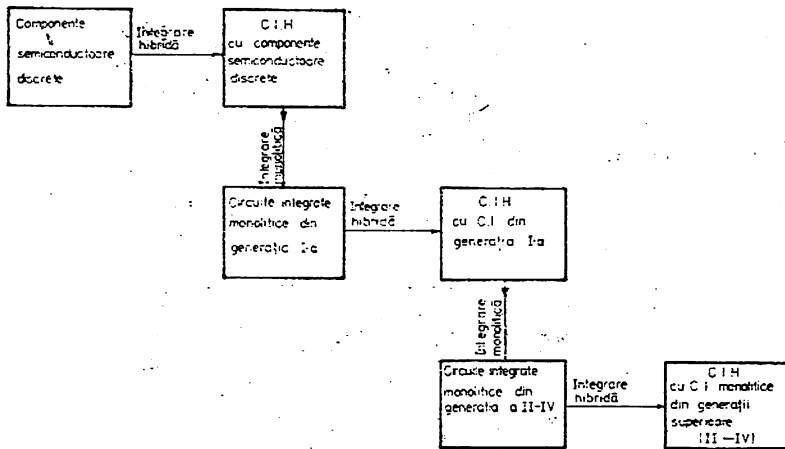 Componente
semiconductoare
discrete
Integrare
hibridă
C.I.H
cu componente
semiconductoare
discrete
Integrare
monolitică
Circuite integrate
monolitice din
generația I-a
Integrare
hibridă
C.I.H
cu C.I. din
generația I-a
Integrare
monolitică
Circuite integrate
monolitice din
generația a II-IV
Integrare
hibridă
C.I.H
cu C.I. monolitice
din generații
superioare
(II-IV)